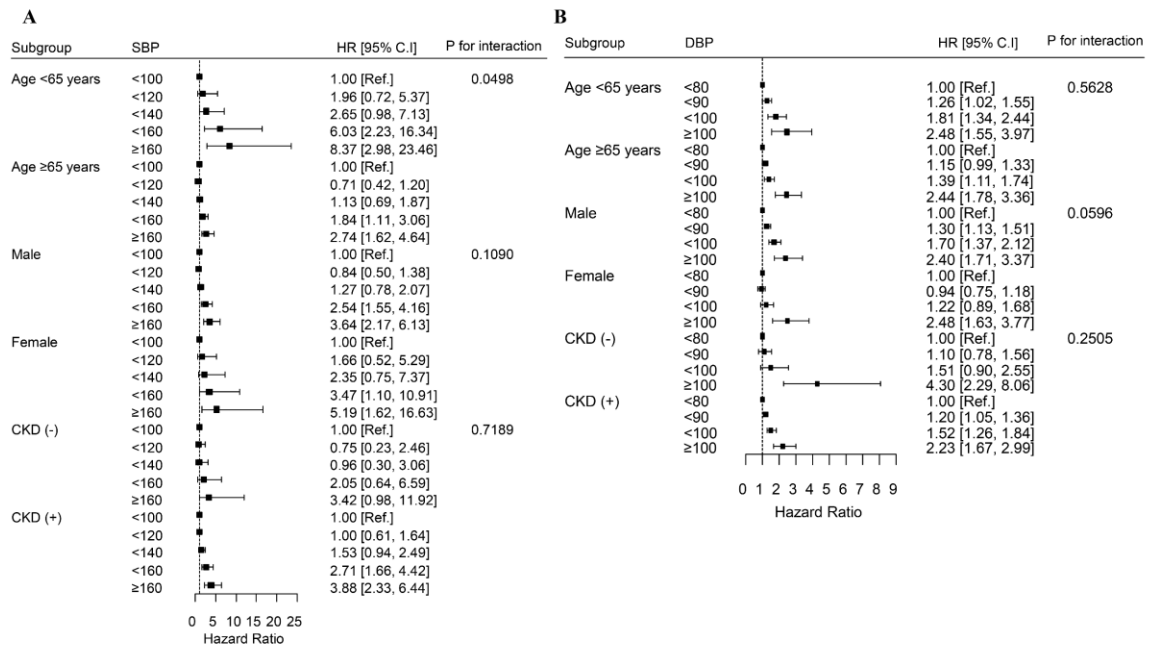 A
Subgroup SBP HR [95% C.I] P for interaction
Age <65 years <100 1.00 [Ref.] 0.0498
<120 1.96 [0.72, 5.37]
<140 2.65 [0.98, 7.13]
<160 6.03 [2.23, 16.34]
≥160 8.37 [2.98, 23.46]
Age ≥65 years <100 1.00 [Ref.]
<120 0.71 [0.42, 1.20]
<140 1.13 [0.69, 1.87]
<160 1.84 [1.11, 3.06]
≥160 2.74 [1.62, 4.64]
Male <100 1.00 [Ref.] 0.1090
<120 0.84 [0.50, 1.38]
<140 1.27 [0.78, 2.07]
<160 2.54 [1.55, 4.16]
≥160 3.64 [2.17, 6.13]
Female <100 1.00 [Ref.]
<120 1.66 [0.52, 5.29]
<140 2.35 [0.75, 7.37]
<160 3.47 [1.10, 10.91]
≥160 5.19 [1.62, 16.63]
CKD (-) <100 1.00 [Ref.] 0.7189
<120 0.75 [0.23, 2.46]
<140 0.96 [0.30, 3.06]
<160 2.05 [0.64, 6.59]
≥160 3.42 [0.98, 11.92]
CKD (+) <100 1.00 [Ref.]
<120 1.00 [0.61, 1.64]
<140 1.53 [0.94, 2.49]
<160 2.71 [1.66, 4.42]
≥160 3.88 [2.33, 6.44]
0 5 10 15 20 25
Hazard Ratio
B
Subgroup DBP HR [95% C.I] P for interaction
Age <65 years <80 1.00 [Ref.] 0.5628
<90 1.26 [1.02, 1.55]
<100 1.81 [1.34, 2.44]
≥100 2.48 [1.55, 3.97]
Age ≥65 years <80 1.00 [Ref.]
<90 1.15 [0.99, 1.33]
<100 1.39 [1.11, 1.74]
≥100 2.44 [1.78, 3.36]
Male <80 1.00 [Ref.] 0.0596
<90 1.30 [1.13, 1.51]
<100 1.70 [1.37, 2.12]
≥100 2.40 [1.71, 3.37]
Female <80 1.00 [Ref.]
<90 0.94 [0.75, 1.18]
<100 1.22 [0.89, 1.68]
≥100 2.48 [1.63, 3.77]
CKD (-) <80 1.00 [Ref.] 0.2505
<90 1.10 [0.78, 1.56]
<100 1.51 [0.90, 2.55]
≥100 4.30 [2.29, 8.06]
CKD (+) <80 1.00 [Ref.]
<90 1.20 [1.05, 1.36]
<100 1.52 [1.26, 1.84]
≥100 2.23 [1.67, 2.99]
0 1 2 3 4 5 6 7 8 9
Hazard Ratio